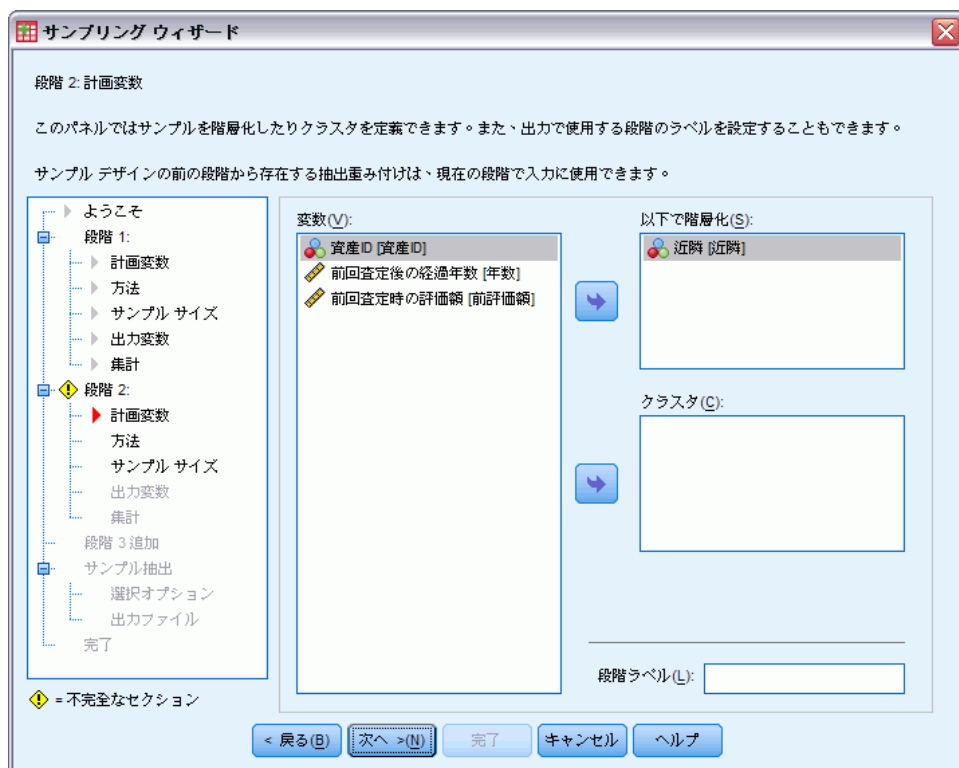 サンプリング ウィザード
段階 2: 計画変数
このパネルではサンプルを階層化したりクラスタを定義できます。また、出力で使用する段階のラベルを設定することもできます。
サンプル デザインの前の段階から存在する抽出重み付けは、現在の段階で入力に使用できます。
ようこそ
段階 1:
計画変数
方法
サンプル サイズ
出力変数
集計
段階 2:
計画変数
方法
サンプル サイズ
出力変数
集計
段階 3 追加
サンプル抽出
選択オプション
出力ファイル
完了
= 不完全なセクション
変数(V):
資産ID [資産ID]
前回査定後の経過年数 [年数]
前回査定時の評価額 [前評価額]
以下で階層化(S):
近隣 [近隣]
クラスタ(C):
段階ラベル(L):
< 戻る(B)
次へ >(N)
完了
キャンセル
ヘルプ